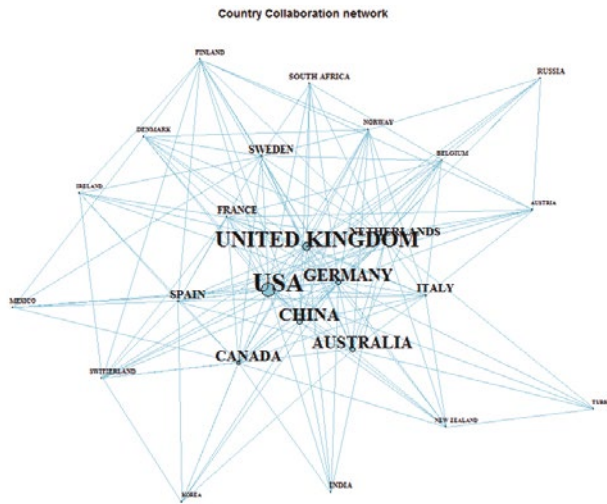 Country Collaboration network
FINLAND
SOUTH AFRICA
RUSSIA
DENMARK
NORWAY
SWEDEN
BELGIUM
IRELAND
FRANCE
AUSTRIA
NETHERLANDS
UNITED KINGDOM
USA
GERMANY
SPAIN
ITALY
MEXICO
CHINA
AUSTRALIA
CANADA
SWITZERLAND
NEW ZEALAND
KOREA
INDIA